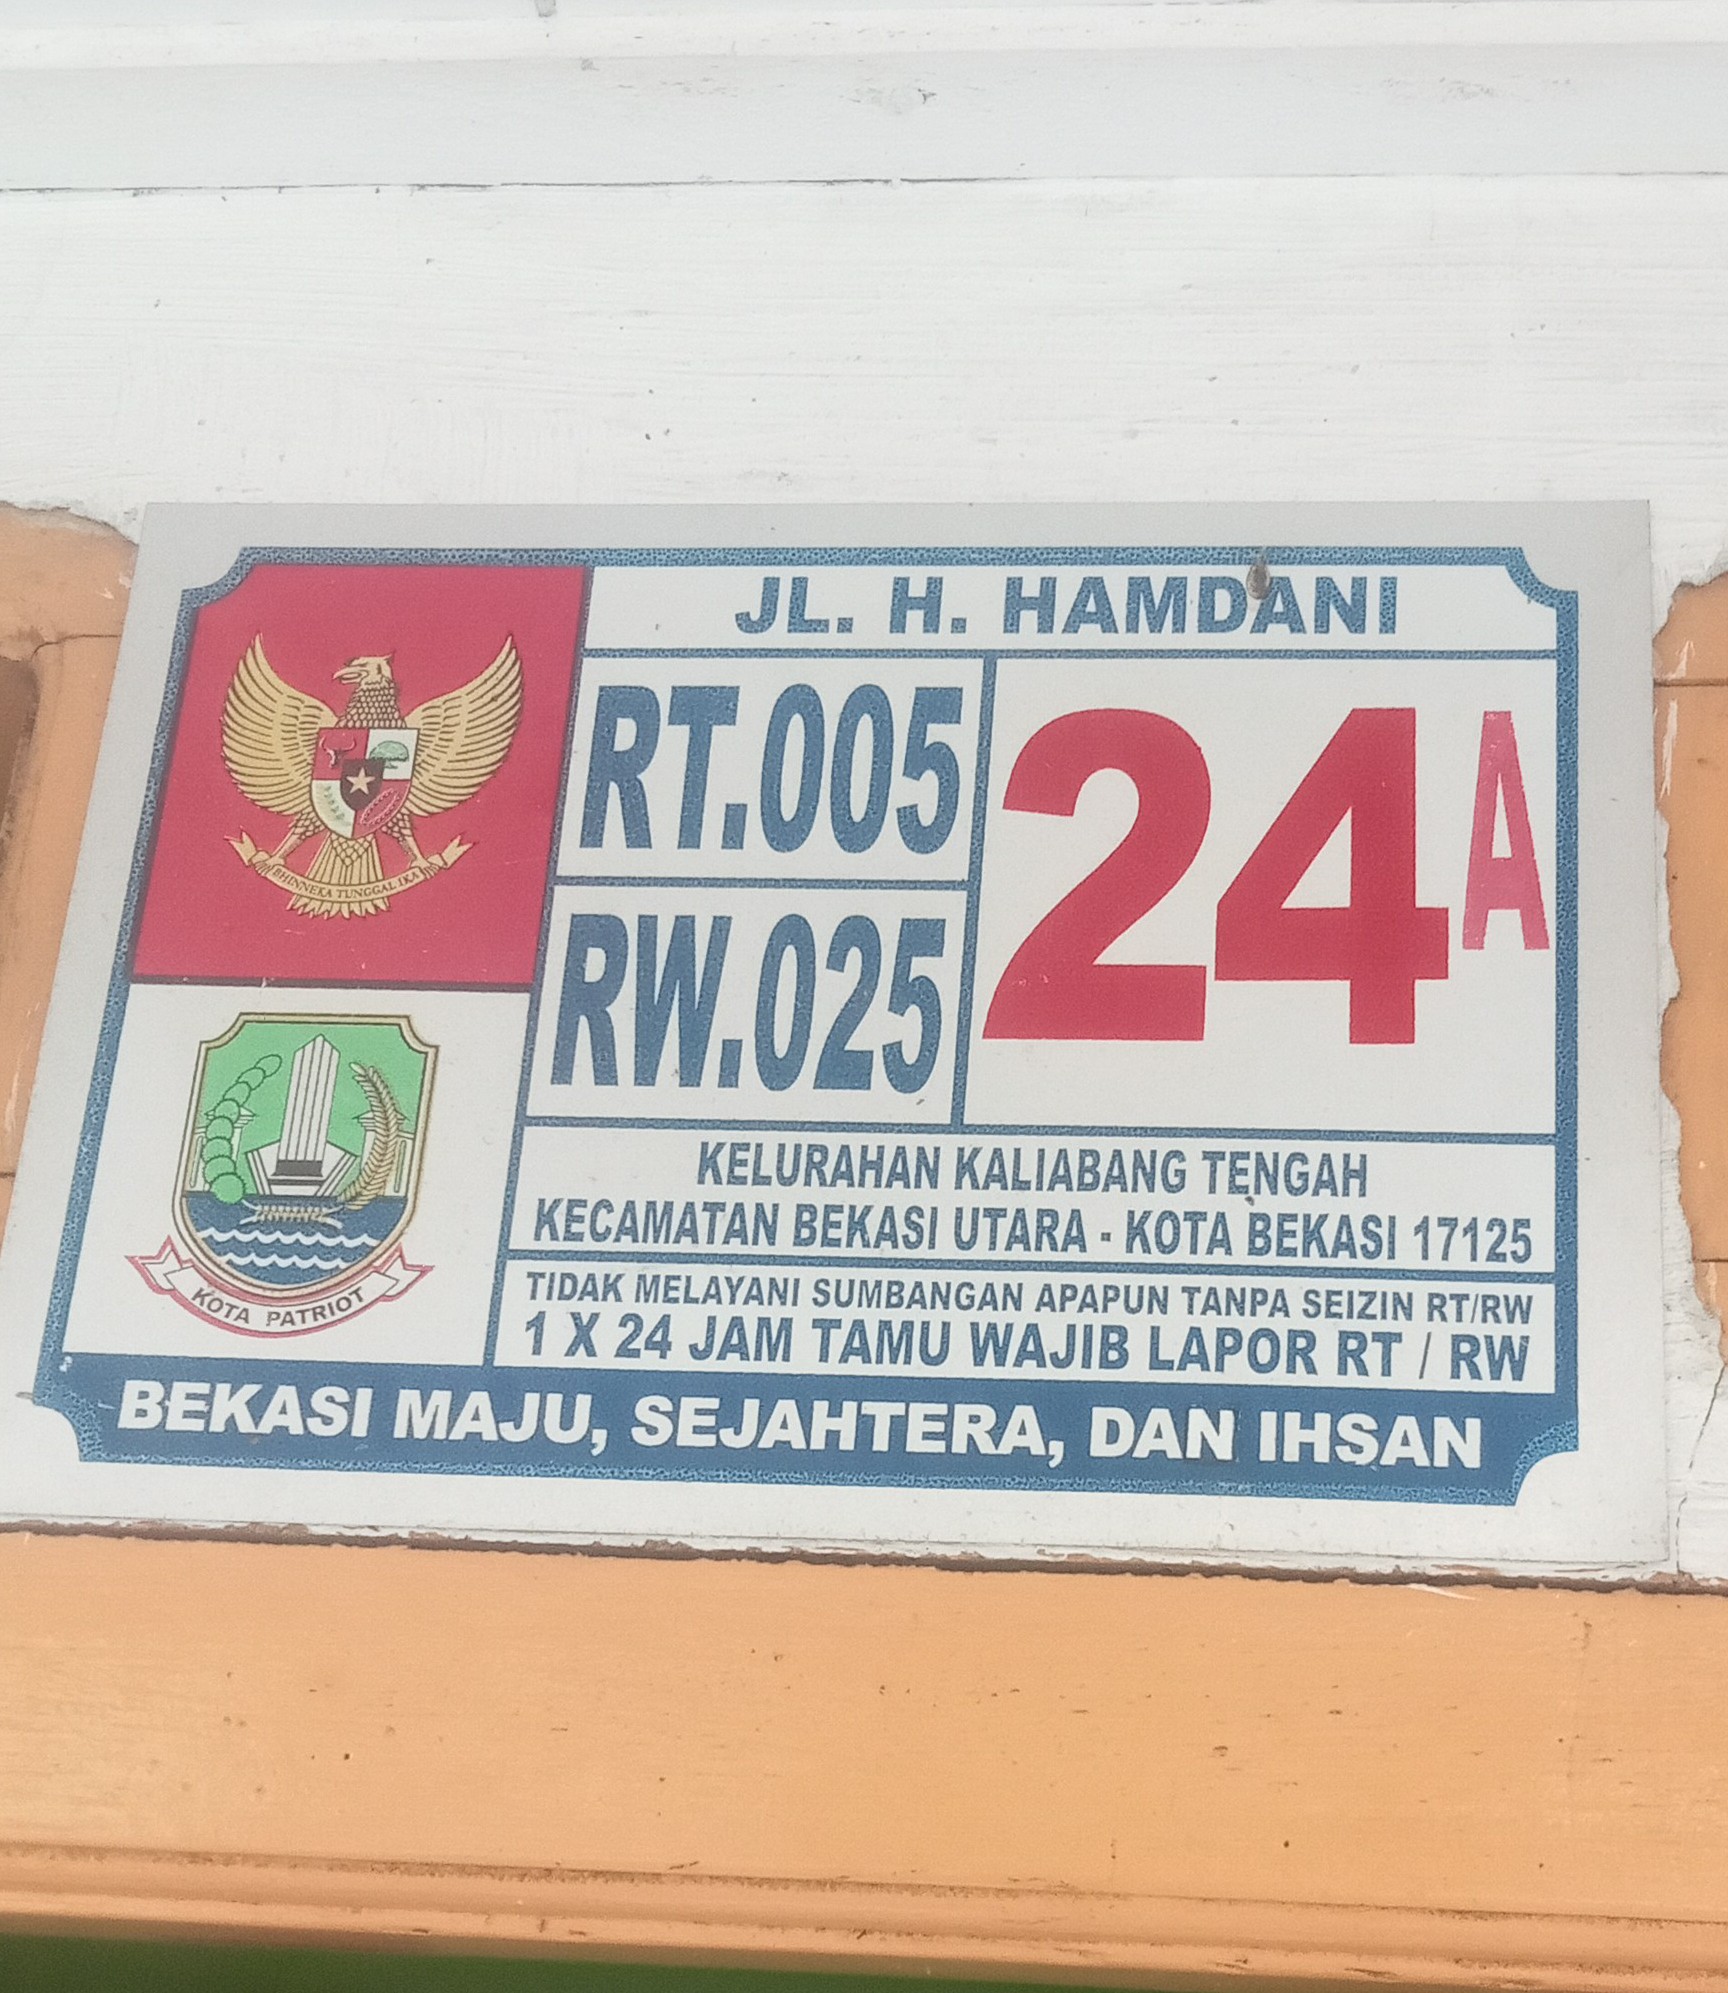 JL. H. HAMDANI
BHINNEKA TUNGGAL IKA
RT.005
RW.025
24A
KOTA PATRIOT
KELURAHAN KALIABANG TENGAH
KECAMATAN BEKASI UTARA - KOTA BEKASI 17125
TIDAK MELAYANI SUMBANGAN APAPUN TANPA SEIZIN RT/RW
1 X 24 JAM TAMU WAJIB LAPOR RT / RW
BEKASI MAJU, SEJAHTERA, DAN IHSAN